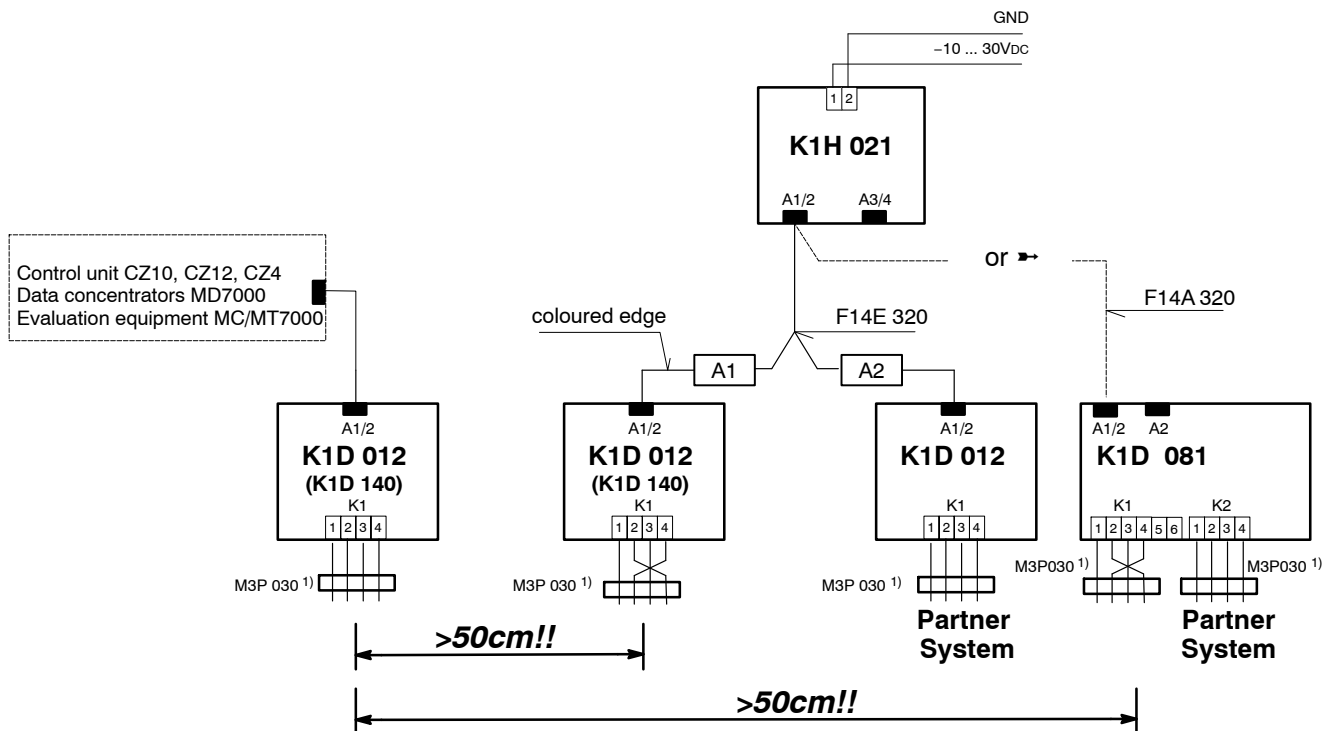 GND
–10 ... 30VDC
1 2
K1H 021
A1/2 A3/4
Control unit CZ10, CZ12, CZ4
Data concentrators MD7000
Evaluation equipment MC/MT7000
or
F14A 320
coloured edge
F14E 320
A1
A2
A1/2
K1D 012
(K1D 140)
K1
1 2 3 4
M3P 030 1)
A1/2
K1D 012
(K1D 140)
K1
1 2 3 4
M3P 030 1)
A1/2
K1D 012
K1
1 2 3 4
M3P 030 1)
Partner
System
A1/2 A2
K1D 081
K1 K2
1 2 3 4 5 6 1 2 3 4
M3P030 1) M3P030 1)
Partner
System
>50cm!!
>50cm!!